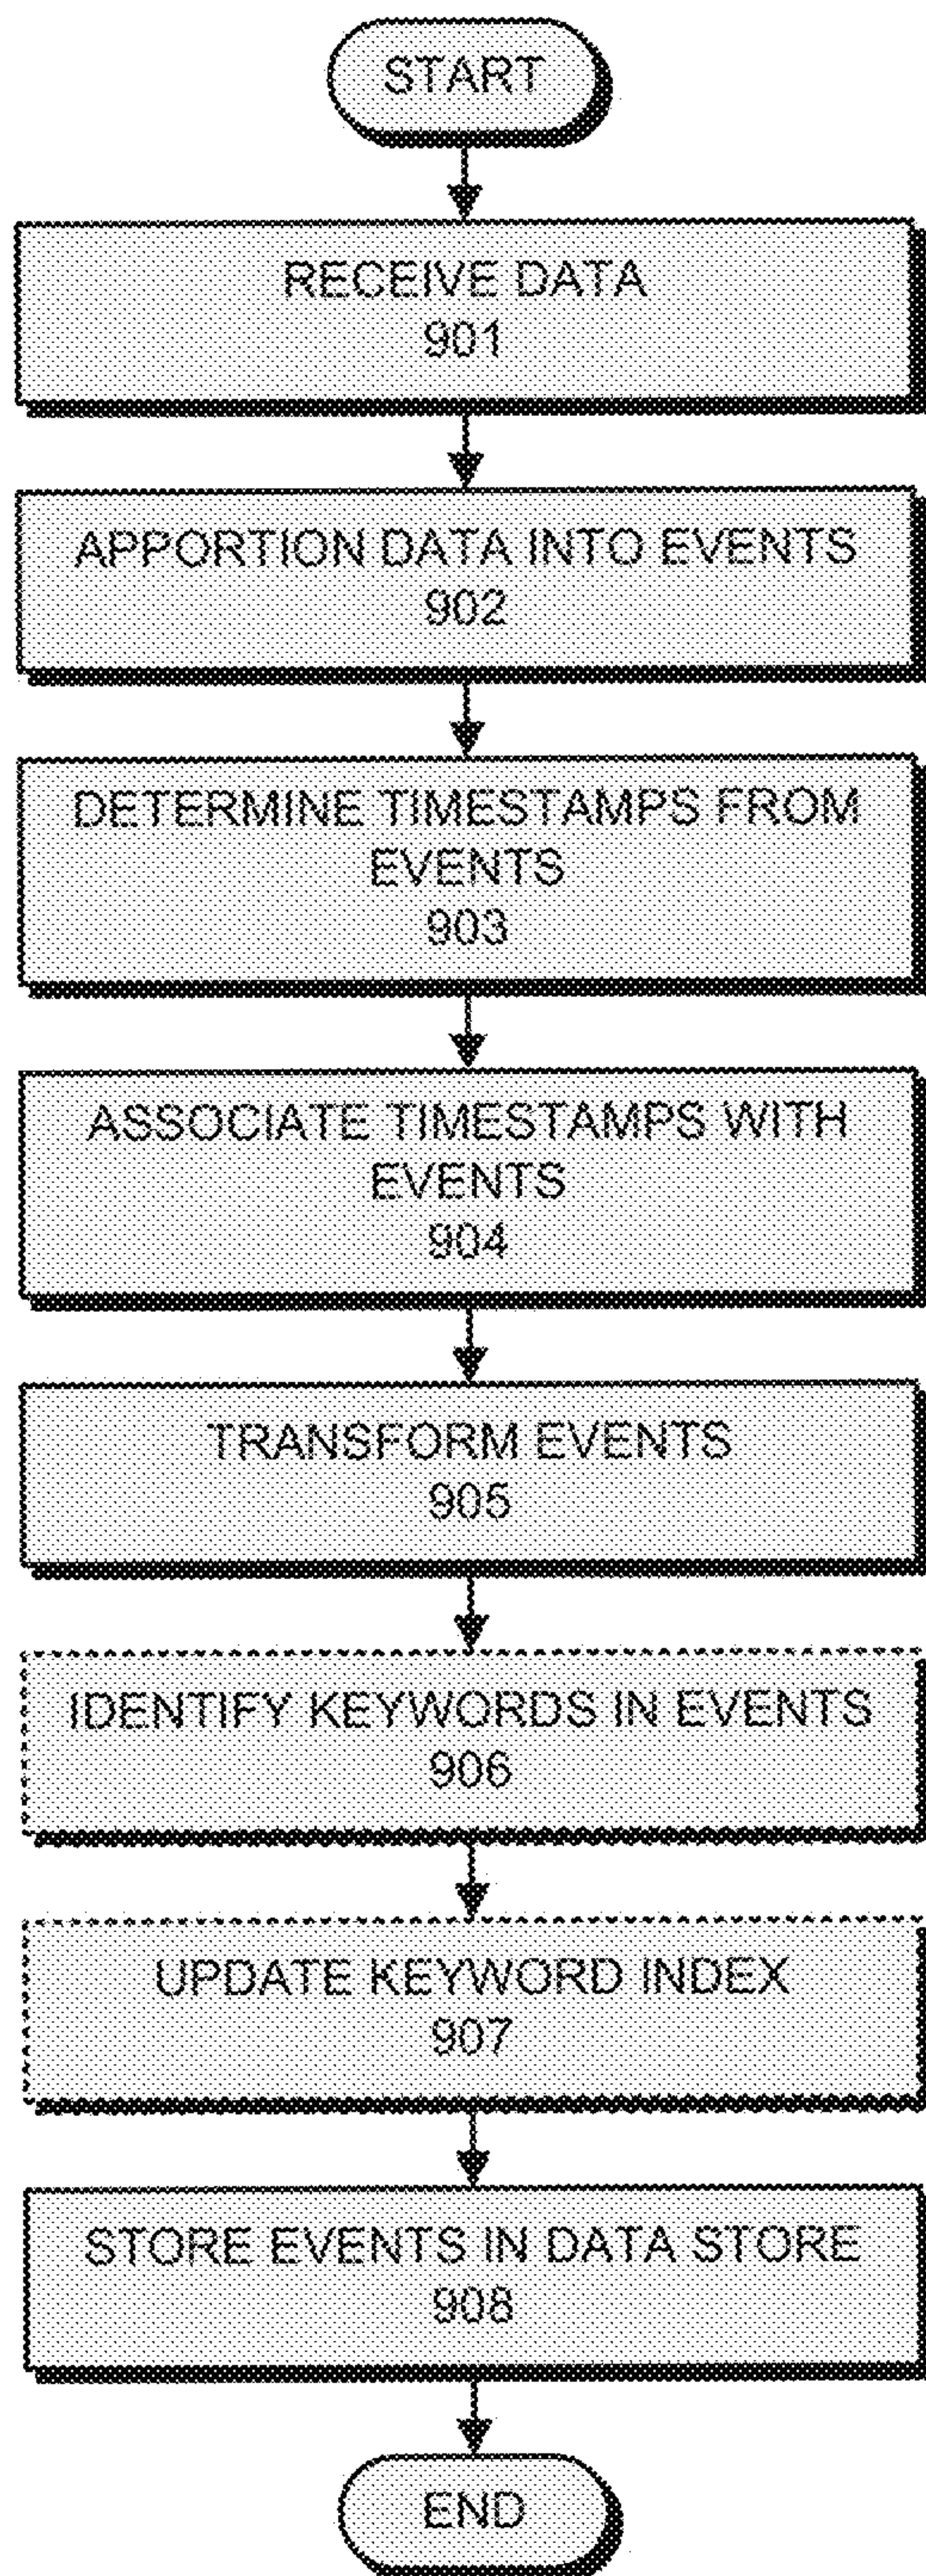 START
RECEIVE DATA
901
APPORTION DATA INTO EVENTS
902
DETERMINE TIMESTAMPS FROM
EVENTS
903
ASSOCIATE TIMESTAMPS WITH
EVENTS
904
TRANSFORM EVENTS
905
IDENTIFY KEYWORDS IN EVENTS
906
UPDATE KEYWORD INDEX
907
STORE EVENTS IN DATA STORE
908
END